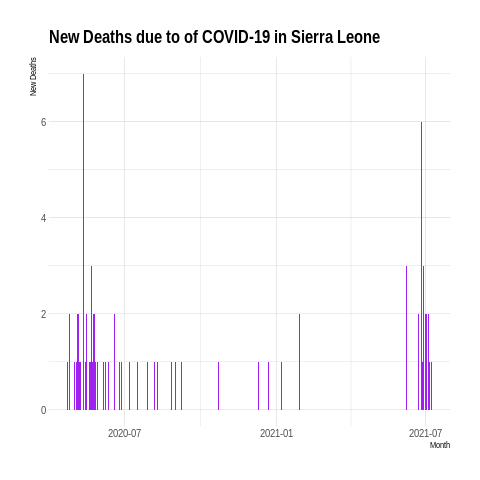 New Deaths due to of COVID-19 in Sierra Leone
New Deaths
6
4
2
0
2020-07
2021-01
2021-07
Month